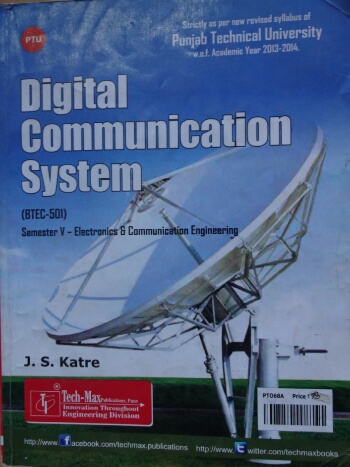 PTU
Strictly as per new revised syllabus of
Punjab Technical University
w.e.f. Academic Year 2013-2014.
Digital
Communication
System
(BTEC-501)
Semester V – Electronics & Communication Engineering
J. S. Katre
Tech-Max Publications, Pune
Innovation Throughout
Engineering Division
PT068A Price
http://www.facebook.com/techmax.publications http://www.twitter.com/techmaxbooks